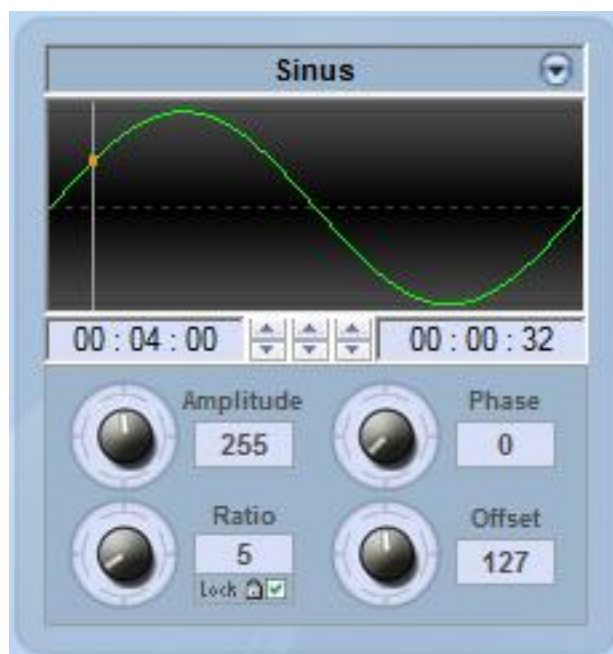 Sinus
00 : 04 : 00 00 : 00 : 32
Amplitude
255
Phase
0
Ratio
5
Lock
Offset
127